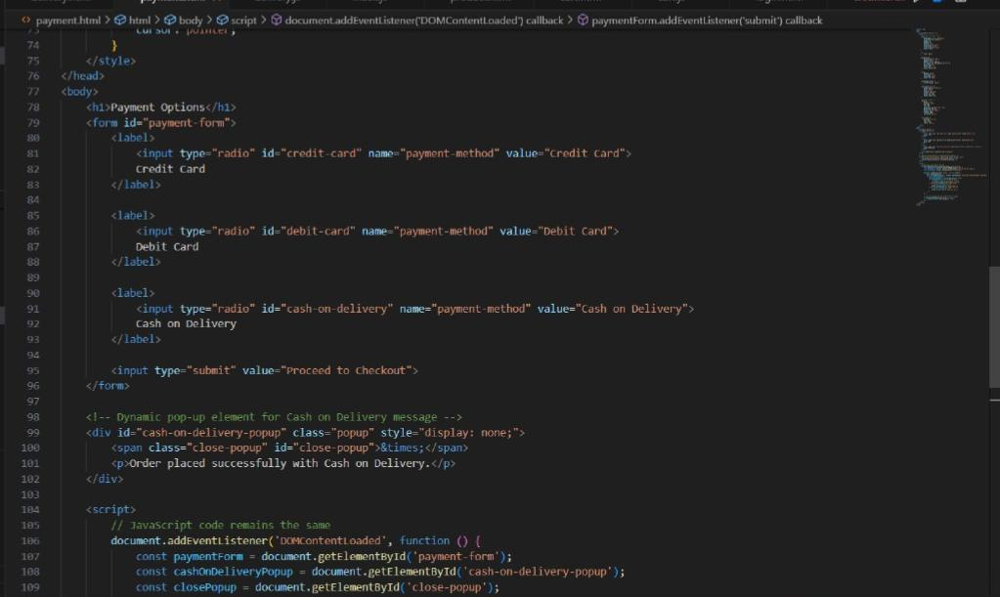 payment.html > html > body > script > document.addEventListener('DOMContentLoaded') callback > paymentForm.addEventListener('submit') callback
73 cursor: pointer;
74 }
75 </style>
76 </head>
77 <body>
78 <h1>Payment Options</h1>
79 <form id="payment-form">
80 <label>
81 <input type="radio" id="credit-card" name="payment-method" value="Credit Card">
82 Credit Card
83 </label>
84
85 <label>
86 <input type="radio" id="debit-card" name="payment-method" value="Debit Card">
87 Debit Card
88 </label>
89
90 <label>
91 <input type="radio" id="cash-on-delivery" name="payment-method" value="Cash on Delivery">
92 Cash on Delivery
93 </label>
94
95 <input type="submit" value="Proceed to Checkout">
96 </form>
97
98 <!-- Dynamic pop-up element for Cash on Delivery message -->
99 <div id="cash-on-delivery-popup" class="popup" style="display: none;">
100 <span class="close-popup" id="close-popup">&times;</span>
101 <p>Order placed successfully with Cash on Delivery.</p>
102 </div>
103
104 <script>
105 // JavaScript code remains the same
106 document.addEventListener('DOMContentLoaded', function () {
107 const paymentForm = document.getElementById('payment-form');
108 const cashOnDeliveryPopup = document.getElementById('cash-on-delivery-popup');
109 const closePopup = document.getElementById('close-popup');